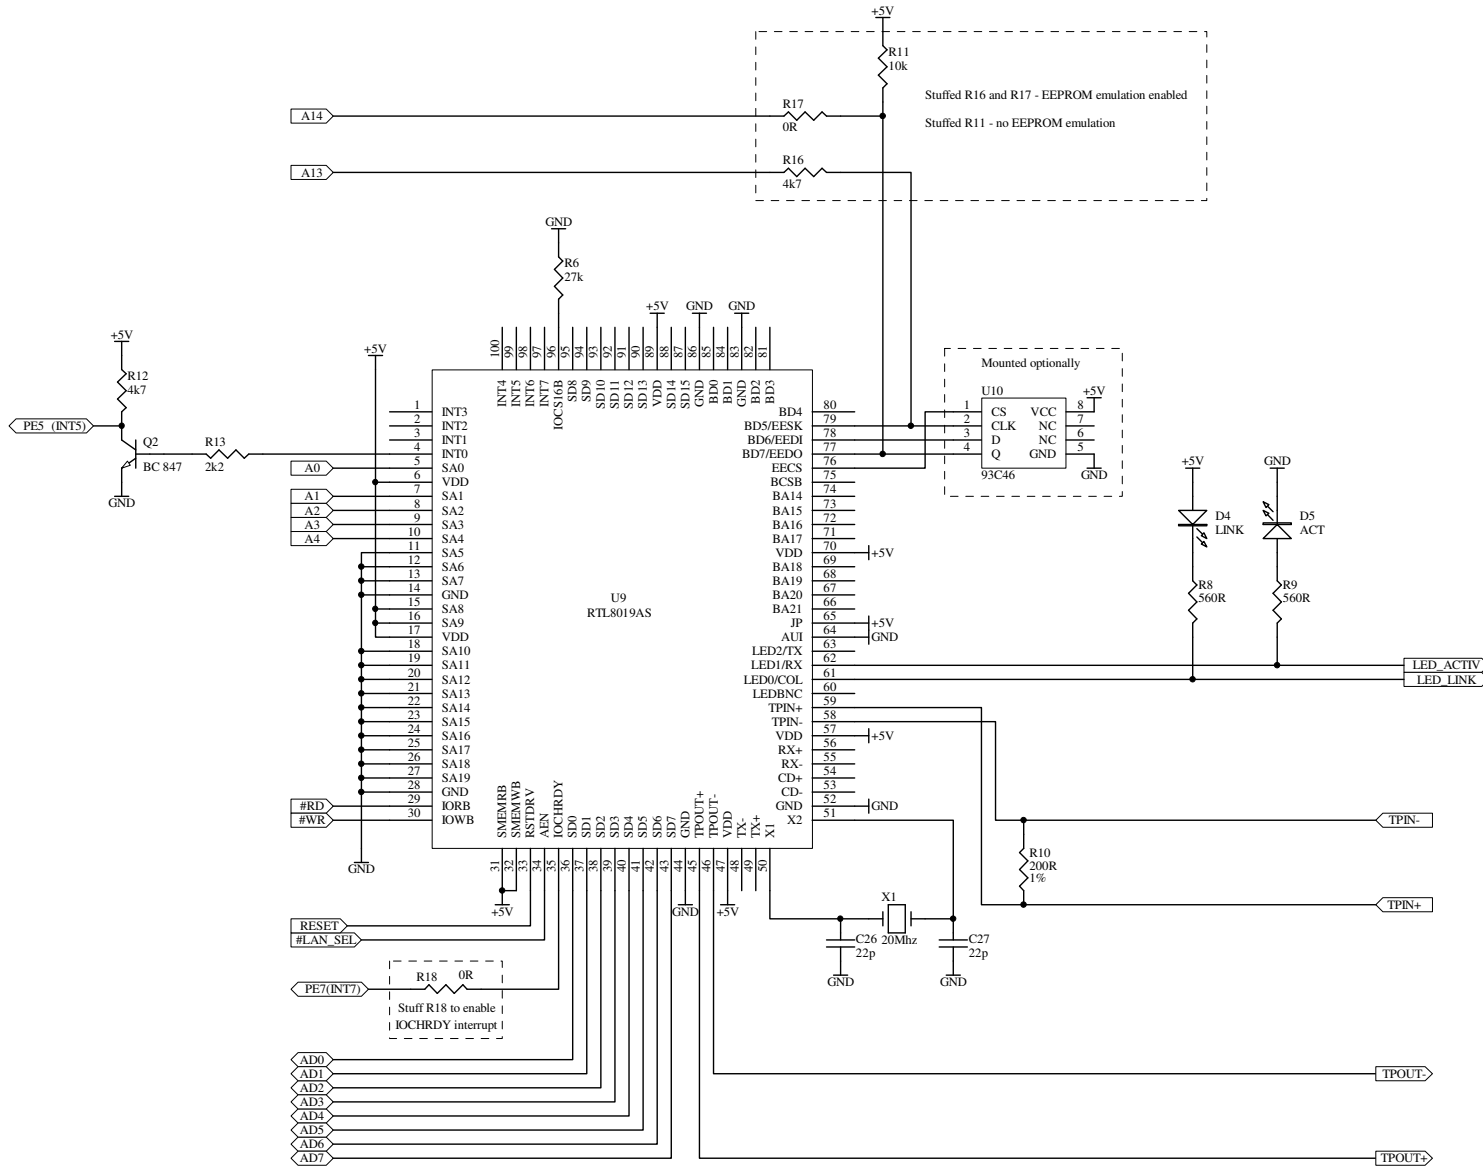 +5V
R11
10k
Stuffed R16 and R17 - EEPROM emulation enabled
Stuffed R11 - no EEPROM emulation
A14
R17
0R
A13
R16
4k7
GND
R6
27k
+5V
GND
GND
+5V
R12
4k7
PE5 (INT5)
Q2
BC 847
GND
R13
2k2
+5V
100
99
98
97
96
95
94
93
92
91
90
89
88
87
86
85
84
83
82
81
INT4
INT5
INT6
INT7
IOCS16B
SD8
SD9
SD10
SD11
SD12
SD13
VDD
SD14
SD15
GND
BD0
BD1
GND
BD2
BD3
1 INT3
2 INT2
3 INT1
4 INT0
A0 5 SA0
6 VDD
A1 7 SA1
A2 8 SA2
A3 9 SA3
A4 10 SA4
11 SA5
12 SA6
13 SA7
14 GND
15 SA8
16 SA9
17 VDD
18 SA10
19 SA11
20 SA12
21 SA13
22 SA14
23 SA15
24 SA16
25 SA17
26 SA18
27 SA19
28 GND
#RD 29 IORB
#WR 30 IOWB
GND
U9
RTL8019AS
BD4 80
BD5/EESK 79
BD6/EEDI 78
BD7/EEDO 77
EECS 76
BCSB 75
BA14 74
BA15 73
BA16 72
BA17 71
VDD 70 +5V
BA18 69
BA19 68
BA20 67
BA21 66
JP 65 +5V
AUI 64 GND
LED2/TX 63
LED1/RX 62
LED0/COL 61
LEDBNC 60
TPIN+ 59
TPIN- 58
VDD 57 +5V
RX+ 56
RX- 55
CD+ 54
CD- 53
GND 52 GND
X2 51
Mounted optionally
U10
+5V
1 CS VCC 8
2 CLK NC 7
3 D NC 6
4 Q GND 5
93C46
GND
+5V
D4
LINK
R8
560R
GND
D5
ACT
R9
560R
LED_ACTIV
LED_LINK
SMEMRB
SMEMWB
RSTDRV
AEN
IOCHRDY
SD0
SD1
SD2
SD3
SD4
SD5
SD6
SD7
GND
TPOUT+
TPOUT-
VDD
TX-
TX+
X1
31
32
33
34
35
36
37
38
39
40
41
42
43
44
45
46
47
48
49
50
+5V
GND
+5V
RESET
#LAN_SEL
PE7(INT7)
R18
0R
Stuff R18 to enable
IOCHRDY interrupt
X1
20Mhz
C26
22p
GND
C27
22p
GND
TPIN-
R10
200R
1%
TPIN+
AD0
AD1
AD2
AD3
AD4
AD5
AD6
AD7
TPOUT-
TPOUT+